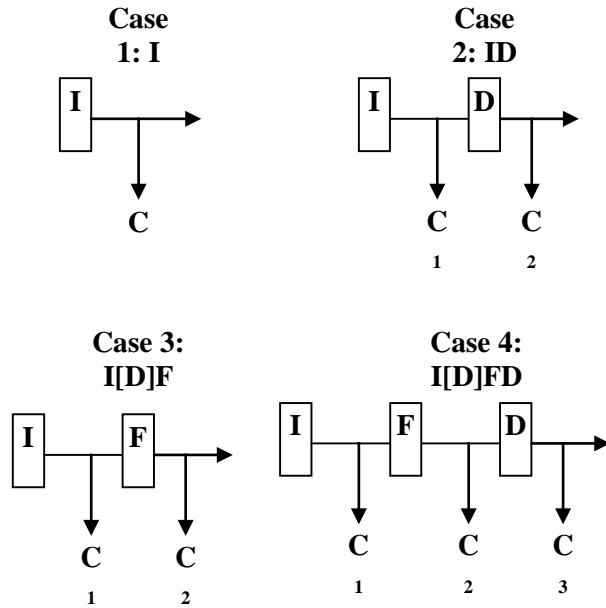 Case
1: I
I
C
Case
2: ID
I D
C C
1 2
Case 3:
I[D]F
I F
C C
1 2
Case 4:
I[D]FD
I F D
C C C
1 2 3